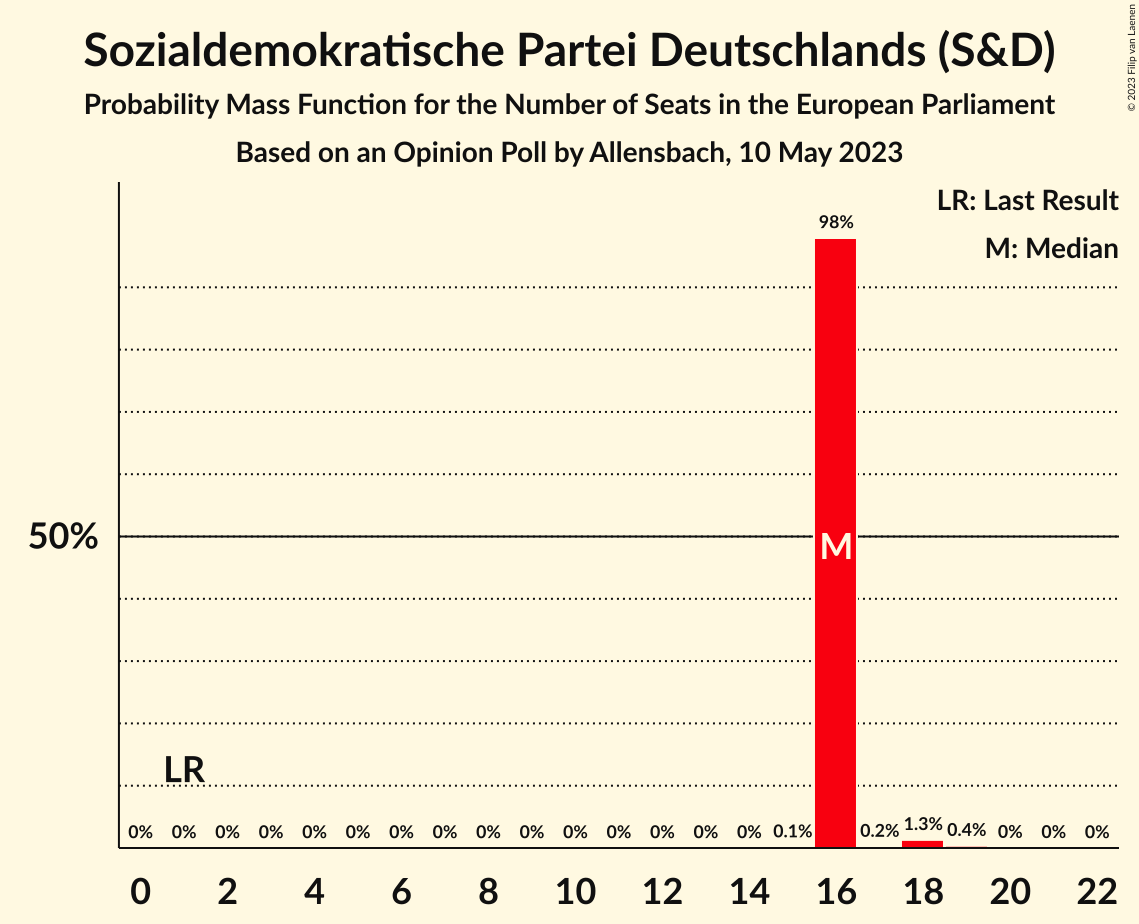 Sozialdemokratische Partei Deutschlands (S&D)
Probability Mass Function for the Number of Seats in the European Parliament
Based on an Opinion Poll by Allensbach, 10 May 2023
© 2023 Filip van Laenen
LR: Last Result
M: Median
98%
50%
M
LR
0% 0% 0% 0% 0% 0% 0% 0% 0% 0% 0% 0% 0% 0% 0% 0.1% 0.2% 1.3% 0.4% 0% 0% 0%
0 2 4 6 8 10 12 14 16 18 20 22